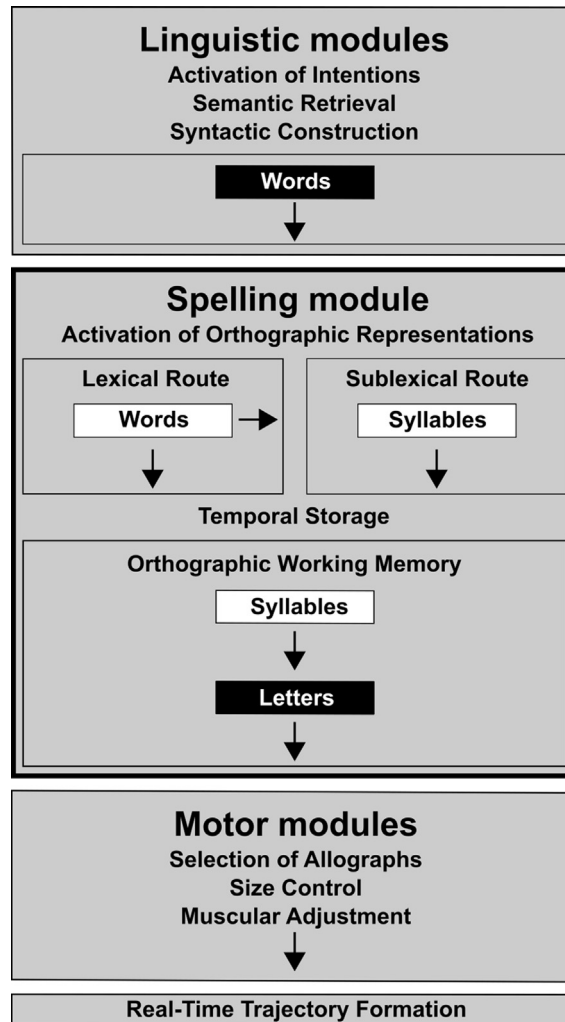 Linguistic modules
Activation of Intentions
Semantic Retrieval
Syntactic Construction
Words
Spelling module
Activation of Orthographic Representations
Lexical Route
Words
Sublexical Route
Syllables
Temporal Storage
Orthographic Working Memory
Syllables
Letters
Motor modules
Selection of Allographs
Size Control
Muscular Adjustment
Real-Time Trajectory Formation